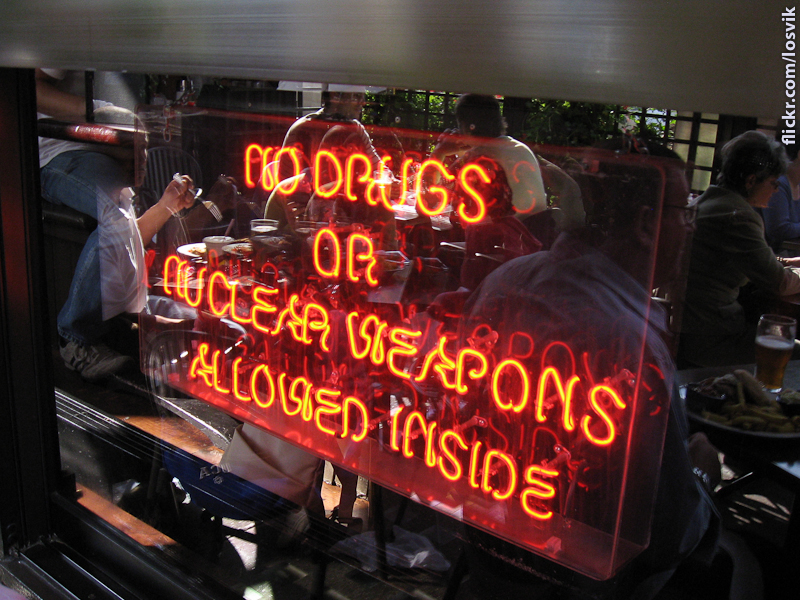 NO DRUGS
OR
NUCLEAR WEAPONS
ALLOWED INSIDE
flickr.com/losvik